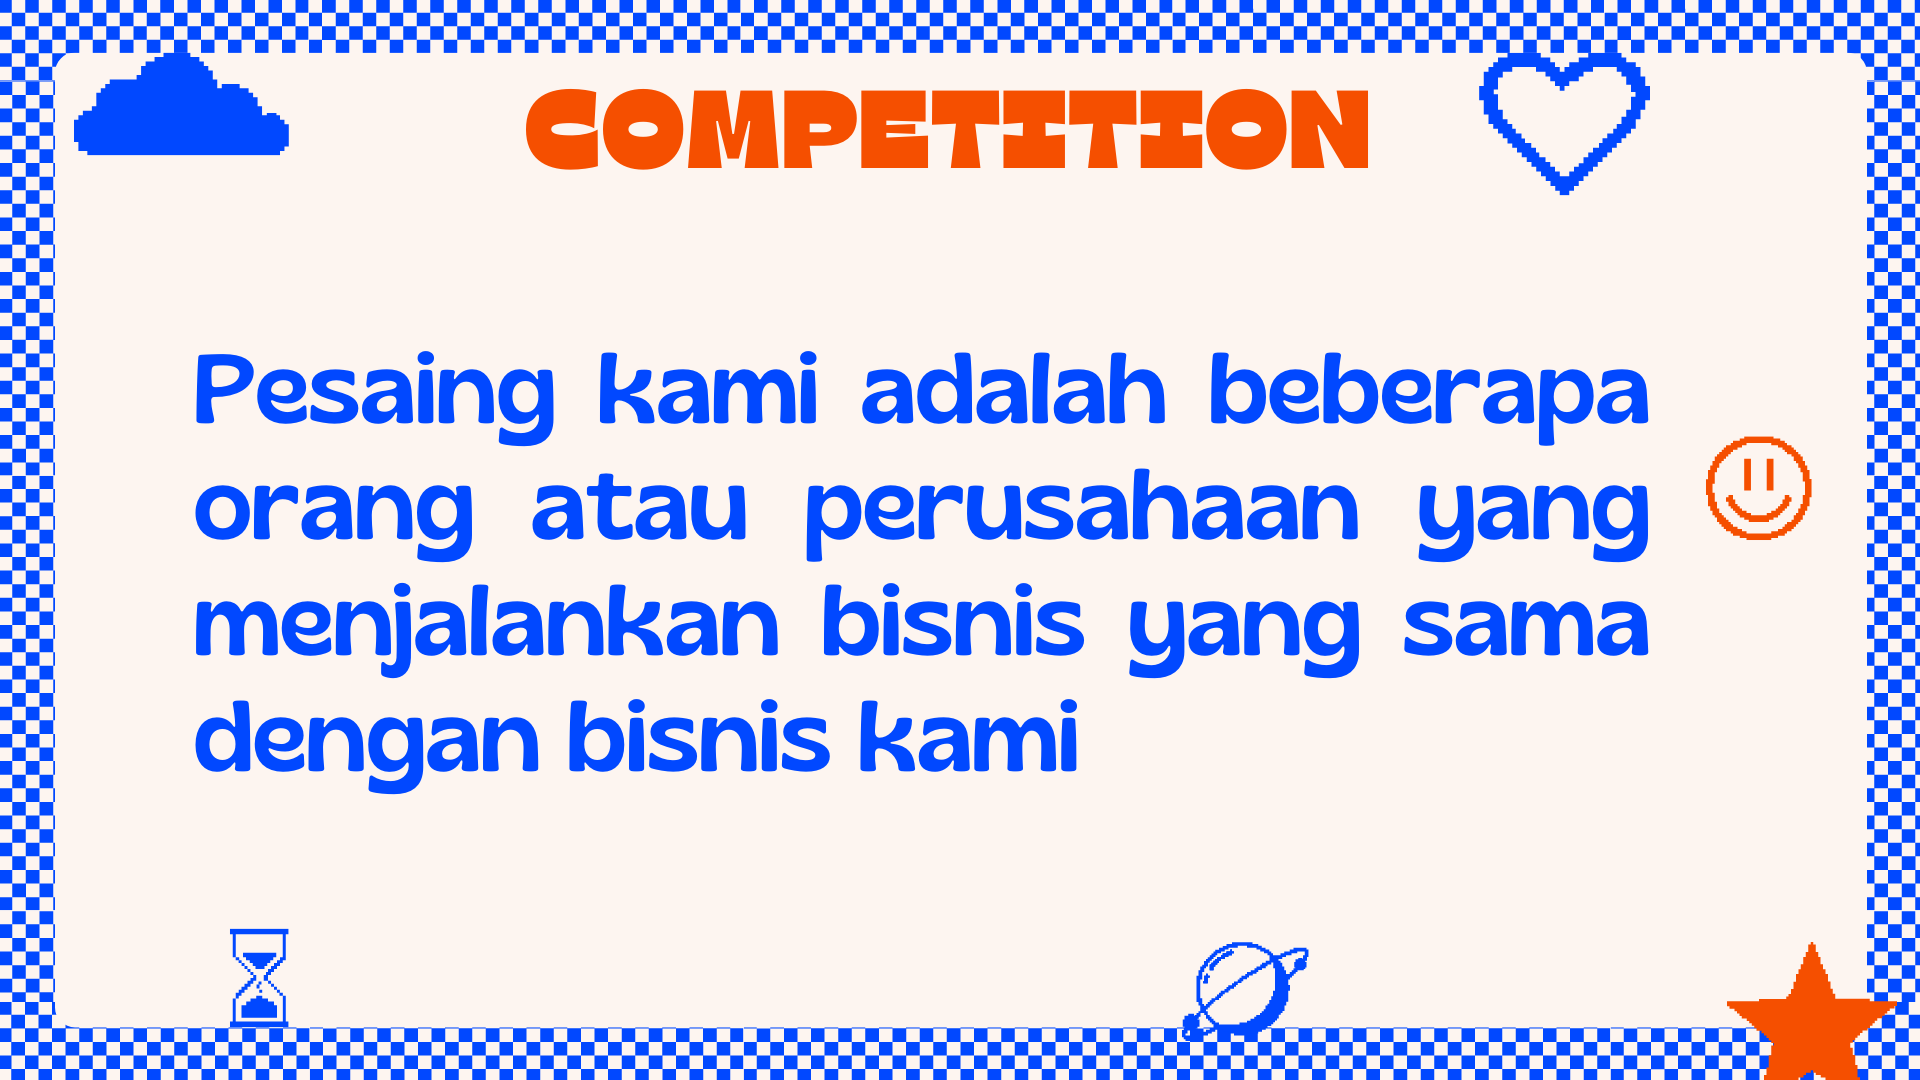 COMPETITION
Pesaing kami adalah beberapa
orang atau perusahaan yang
menjalankan bisnis yang sama
dengan bisnis kami